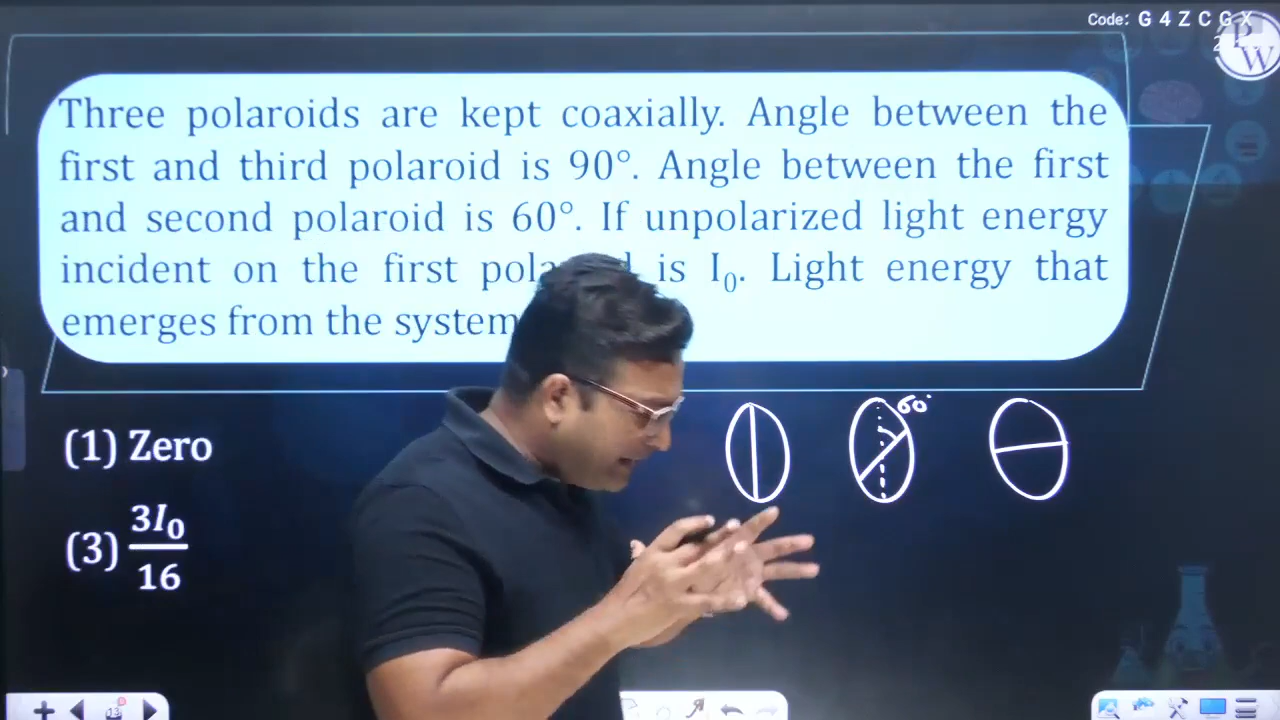 Code: G 4 Z C G X
P
W
Three polaroids are kept coaxially. Angle between the
first and third polaroid is 90°. Angle between the first
and second polaroid is 60°. If unpolarized light energy
incident on the first is I₀. Light energy that
emerges from the system
60°
(1) Zero
(3) 3I₀
16
13